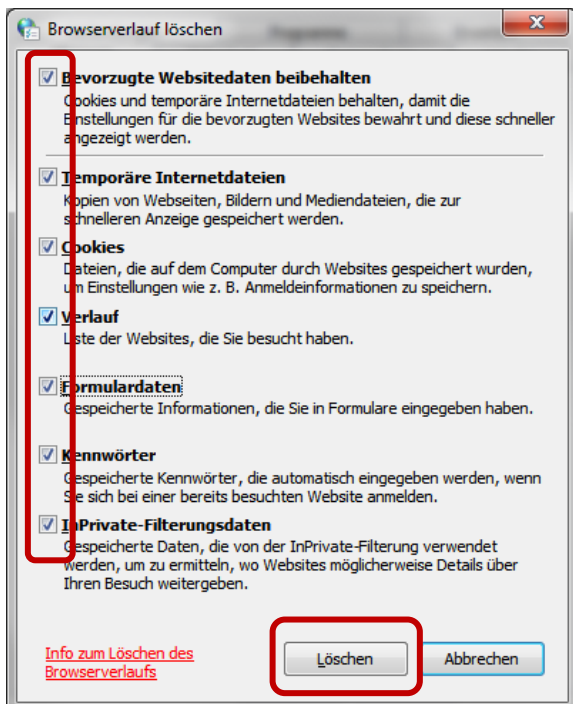 Browserverlauf löschen
Bevorzugte Websitedaten beibehalten
Cookies und temporäre Internetdateien behalten, damit die
Einstellungen für die bevorzugten Websites bewahrt und diese schneller
angezeigt werden.
Temporäre Internetdateien
Kopien von Webseiten, Bildern und Mediendateien, die zur
schnelleren Anzeige gespeichert werden.
Cookies
Dateien, die auf dem Computer durch Websites gespeichert wurden,
um Einstellungen wie z. B. Anmeldeinformationen zu speichern.
Verlauf
Liste der Websites, die Sie besucht haben.
Formulardaten
Gespeicherte Informationen, die Sie in Formulare eingegeben haben.
Kennwörter
Gespeicherte Kennwörter, die automatisch eingegeben werden, wenn
Sie sich bei einer bereits besuchten Website anmelden.
InPrivate-Filterungsdaten
Gespeicherte Daten, die von der InPrivate-Filterung verwendet
werden, um zu ermitteln, wo Websites möglicherweise Details über
Ihren Besuch weitergeben.
Info zum Löschen des
Browserverlaufs
Löschen
Abbrechen